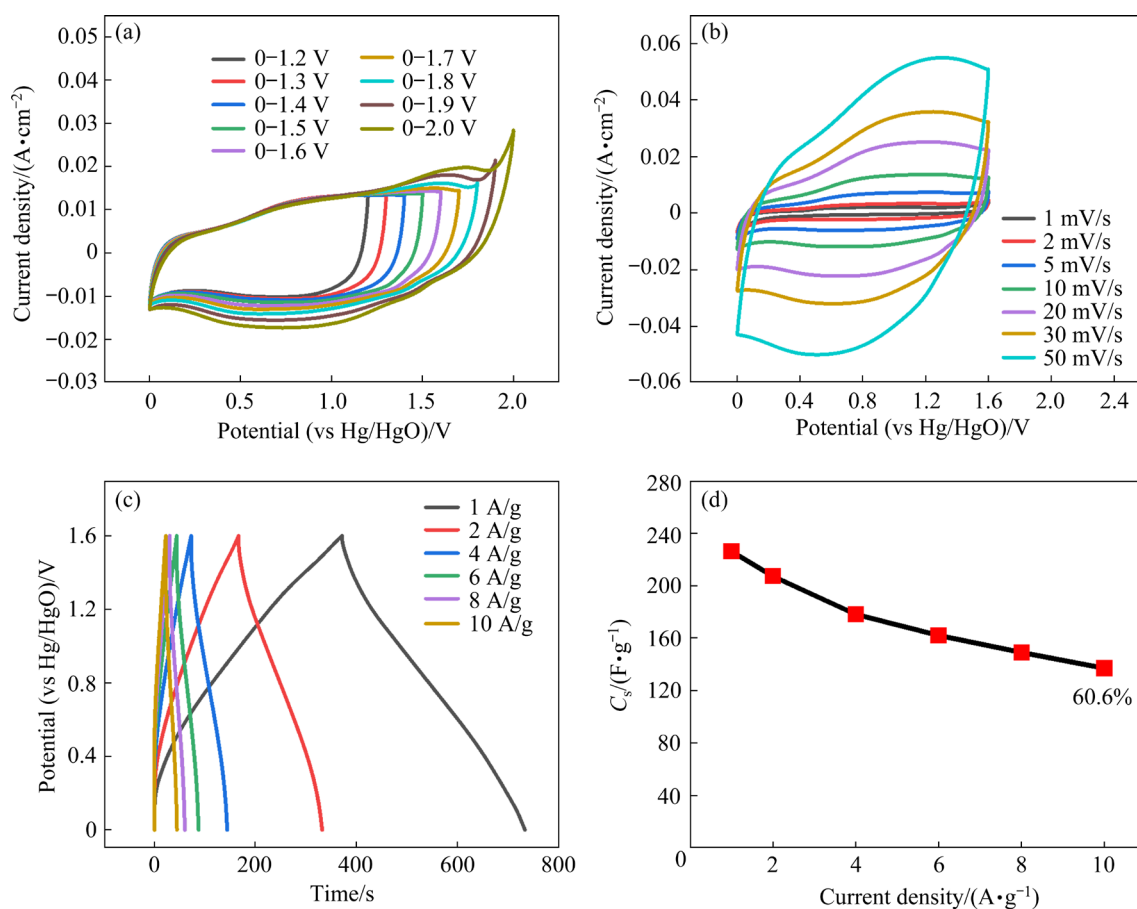 (a)
0−1.2 V
0−1.3 V
0−1.4 V
0−1.5 V
0−1.6 V
0−1.7 V
0−1.8 V
0−1.9 V
0−2.0 V
0.05
0.04
0.03
0.02
0.01
0
−0.01
−0.02
−0.03
Current density/(A•cm⁻²)
0 0.5 1.0 1.5 2.0
Potential (vs Hg/HgO)/V
(b)
0.06
0.04
0.02
0
−0.02
−0.04
−0.06
Current density/(A•cm⁻²)
1 mV/s
2 mV/s
5 mV/s
10 mV/s
20 mV/s
30 mV/s
50 mV/s
0 0.4 0.8 1.2 1.6 2.0 2.4
Potential (vs Hg/HgO)/V
(c)
1 A/g
2 A/g
4 A/g
6 A/g
8 A/g
10 A/g
1.6
1.2
0.8
0.4
0
Potential (vs Hg/HgO)/V
0 200 400 600 800
Time/s
(d)
280
240
200
160
120
80
40
0
Cₛ/(F•g⁻¹)
60.6%
2 4 6 8 10
Current density/(A•g⁻¹)